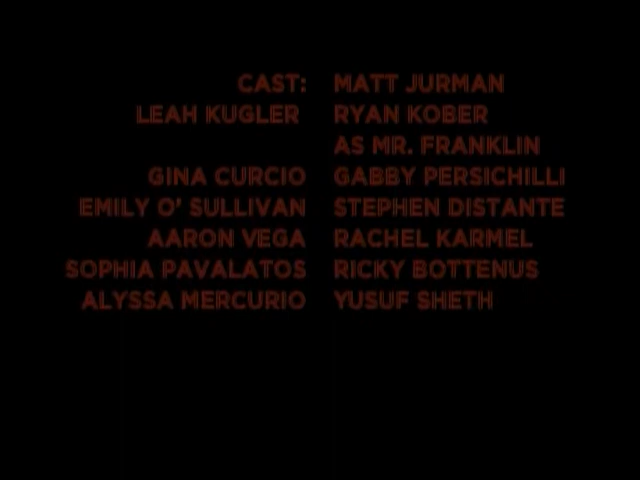 CAST: MATT JURMAN
LEAH KUGLER RYAN KOBER
AS MR. FRANKLIN
GINA CURCIO GABBY PERSICHILLI
EMILY O' SULLIVAN STEPHEN DISTANTE
AARON VEGA RACHEL KARMEL
SOPHIA PAVALATOS RICKY BOTTENUS
ALYSSA MERCURIO YUSUF SHETH